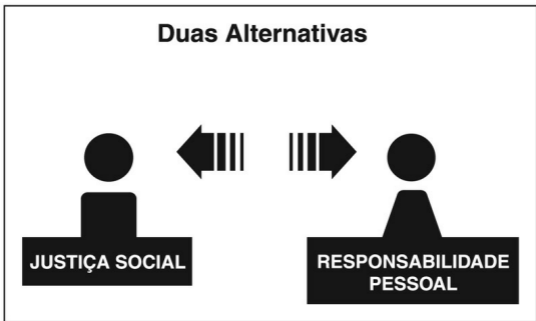 Duas Alternativas
JUSTIÇA SOCIAL
RESPONSABILIDADE
PESSOAL